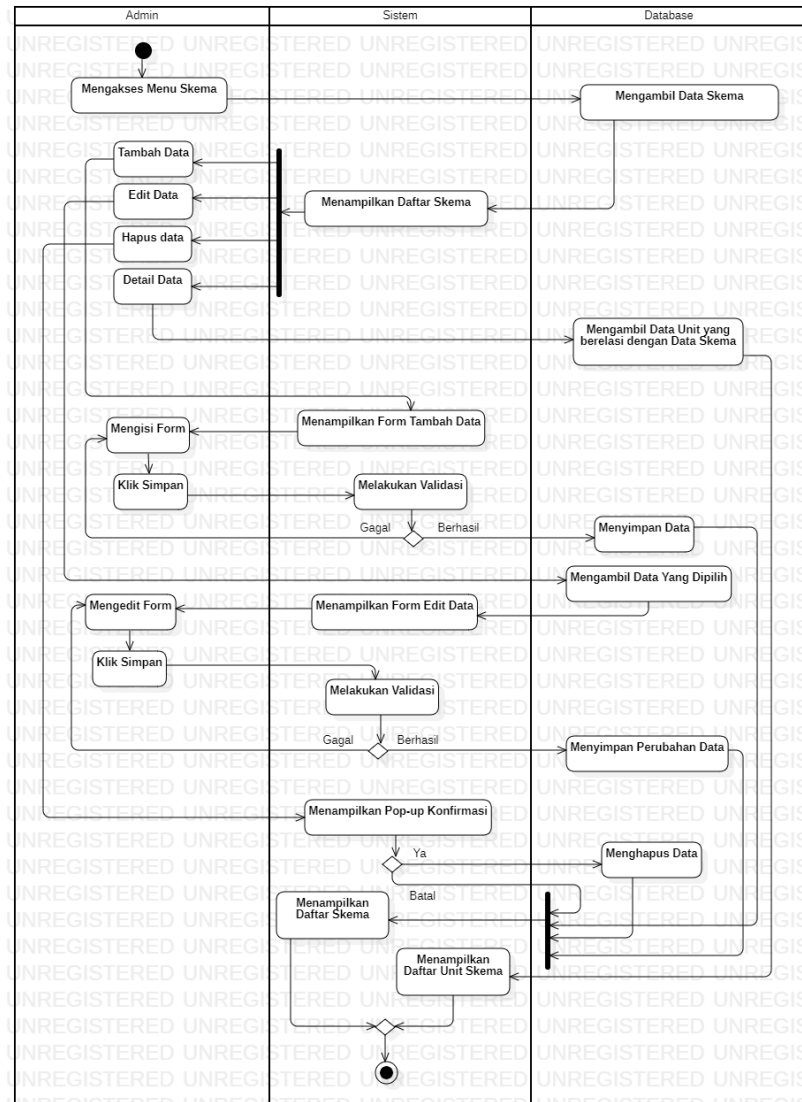 Admin
Sistem
Database
Mengakses Menu Skema
Mengambil Data Skema
Tambah Data
Edit Data
Menampilkan Daftar Skema
Hapus data
Detail Data
Mengambil Data Unit yang
berelasi dengan Data Skema
Menampilkan Form Tambah Data
Mengisi Form
Klik Simpan
Melakukan Validasi
Gagal
Berhasil
Menyimpan Data
Mengambil Data Yang Dipilih
Mengedit Form
Menampilkan Form Edit Data
Klik Simpan
Melakukan Validasi
Gagal
Berhasil
Menyimpan Perubahan Data
Menampilkan Pop-up Konfirmasi
Ya
Menghapus Data
Batal
Menampilkan
Daftar Skema
Menampilkan
Daftar Unit Skema
UNREGISTERED